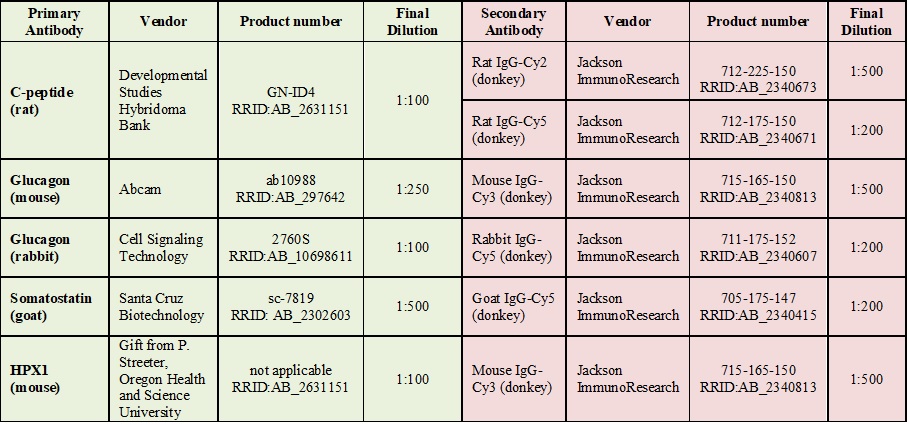 Primary Antibody
Vendor
Product number
Final Dilution
Secondary Antibody
Vendor
Product number
Final Dilution
C-peptide
(rat)
Developmental
Studies
Hybridoma
Bank
GN-ID4
RRID:AB_2631151
1:100
Rat IgG-Cy2
(donkey)
Jackson
ImmunoResearch
712-225-150
RRID:AB_2340673
1:500
Rat IgG-Cy5
(donkey)
Jackson
ImmunoResearch
712-175-150
RRID:AB_2340671
1:200
Glucagon
(mouse)
Abcam
ab10988
RRID:AB_297642
1:250
Mouse IgG-
Cy3 (donkey)
Jackson
ImmunoResearch
715-165-150
RRID:AB_2340813
1:500
Glucagon
(rabbit)
Cell Signaling
Technology
2760S
RRID:AB_10698611
1:100
Rabbit IgG-
Cy5 (donkey)
Jackson
ImmunoResearch
711-175-152
RRID:AB_2340607
1:200
Somatostatin
(goat)
Santa Cruz
Biotechnology
sc-7819
RRID: AB_2302603
1:500
Goat IgG-Cy5
(donkey)
Jackson
ImmunoResearch
705-175-147
RRID:AB_2340415
1:200
HPX1
(mouse)
Gift from P.
Streeter,
Oregon Health
and Science
University
not applicable
RRID:AB_2631151
1:100
Mouse IgG-
Cy3 (donkey)
Jackson
ImmunoResearch
715-165-150
RRID:AB_2340813
1:500